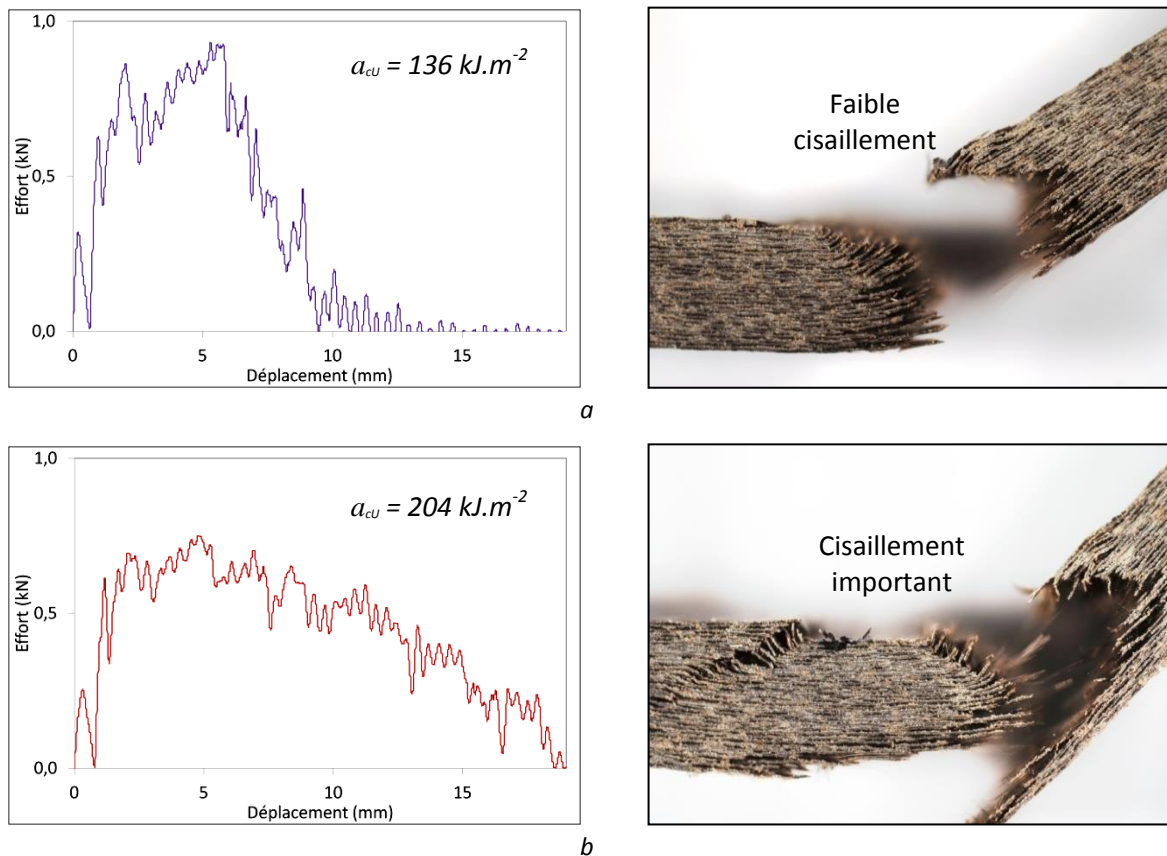 1,0
a_cU = 136 kJ.m^-2
Effort (kN)
0,5
0,0
0 5 10 15
Déplacement (mm)
Faible
cisaillement
a
1,0
a_cU = 204 kJ.m^-2
Effort (kN)
0,5
0,0
0 5 10 15
Déplacement (mm)
Cisaillement
important
b